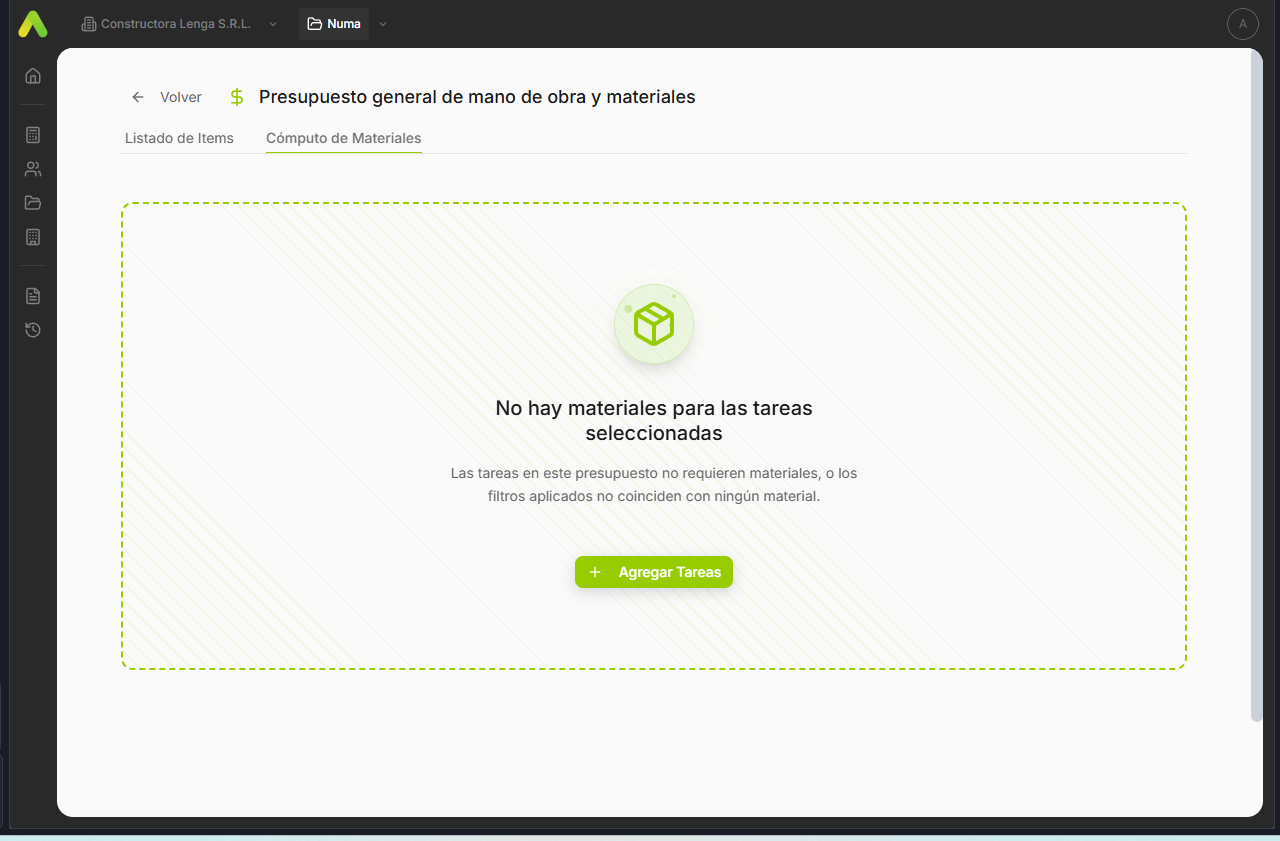 Constructora Lenga S.R.L. Numa A
Volver $ Presupuesto general de mano de obra y materiales
Listado de Items Cómputo de Materiales
No hay materiales para las tareas
seleccionadas
Las tareas en este presupuesto no requieren materiales, o los
filtros aplicados no coinciden con ningún material.
+ Agregar Tareas